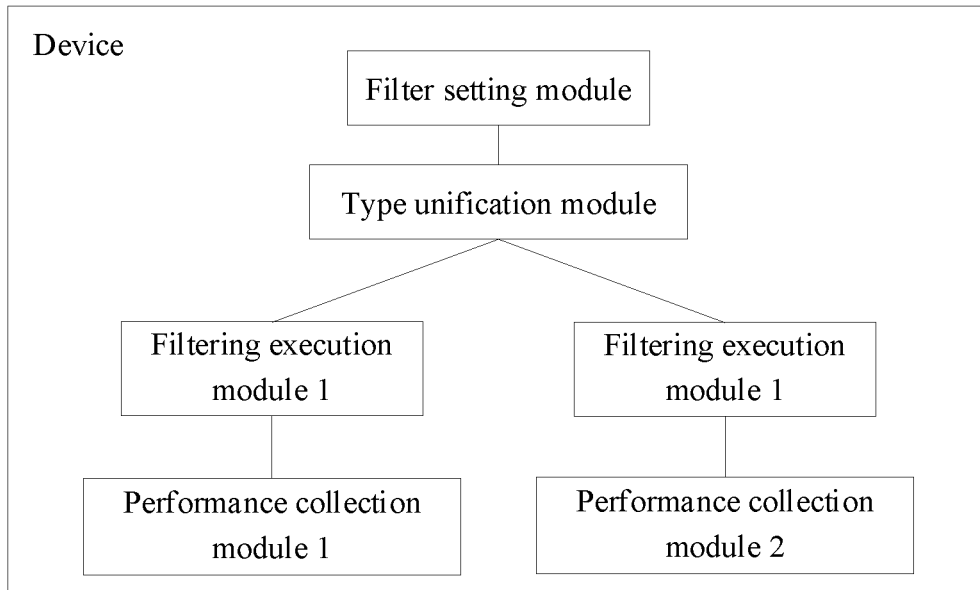 Device
Filter setting module
Type unification module
Filtering execution
module 1
Filtering execution
module 1
Performance collection
module 1
Performance collection
module 2